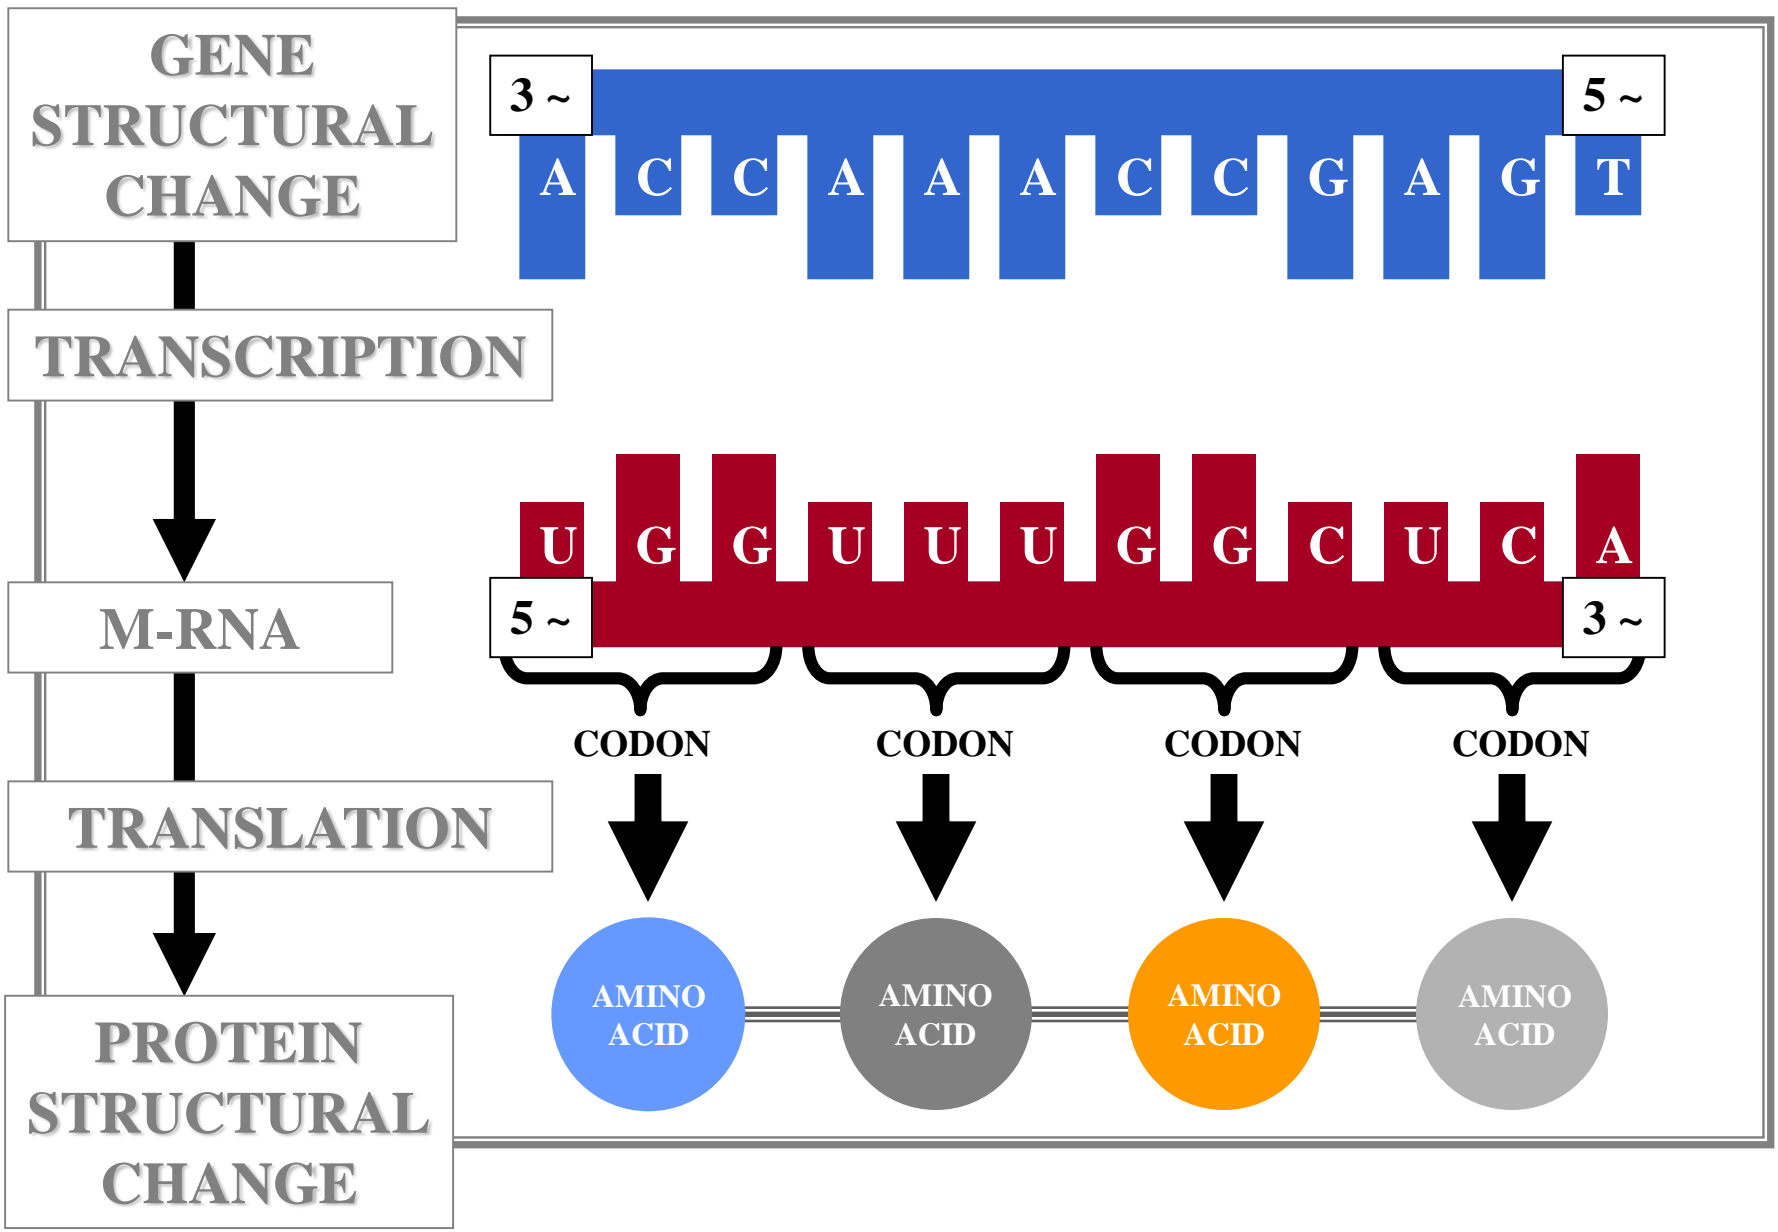 GENE
STRUCTURAL
CHANGE
3 ~
5 ~
A C C A A A C C G A G T
TRANSCRIPTION
U G G U U U G G C U C A
M-RNA
5 ~
3 ~
CODON CODON CODON CODON
TRANSLATION
AMINO AMINO AMINO AMINO
ACID ACID ACID ACID
PROTEIN
STRUCTURAL
CHANGE